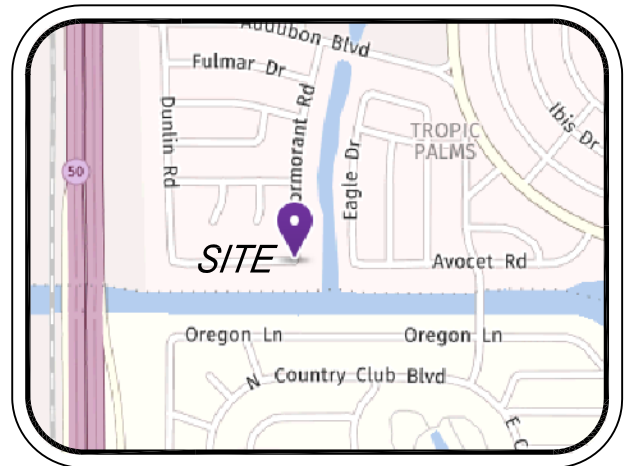 Audubon Blvd
Fulmar Dr
Dunlin Rd
ormorant Rd
Eagle Dr
Ibis Dr
TROPIC
PALMS
50
SITE
Avocet Rd
Oregon Ln
Oregon Ln
N Country Club Blvd
E-C